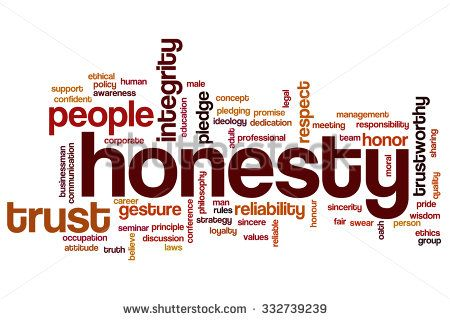 ethical
policy
human
support
awareness
confident
people
corporate
integrity
education
male
pledge
concept
pledging
promise
ideology
dedication
adult
professional
legal
respect
management
team
responsibility
meeting
honor
moral
trustworthy
sharing
honesty
businessman
communication
trust
career
gesture
philosophy
man
rules
reliability
strategy
sincere
loyalty
values
reliable
honour
sincerity
fair
swear
oath
person
quality
pride
wisdom
ethics
group
occupation
seminar
principle
attitude
truth
believe
discussion
laws
conference
shutterstock
www.shutterstock.com · 332739239